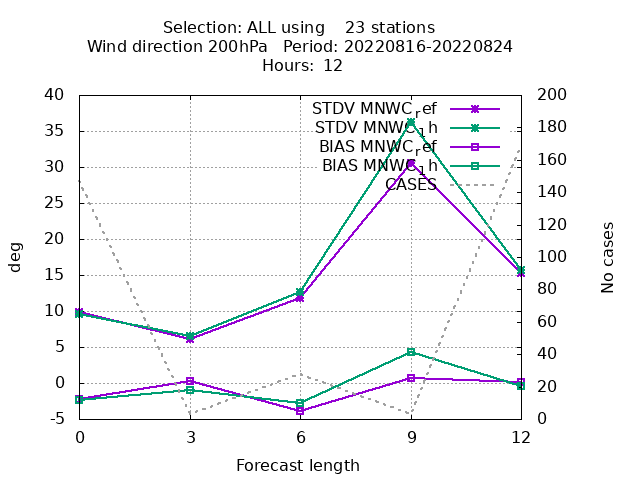 Selection: ALL using 23 stations
Wind direction 200hPa Period: 20220816-20220824
Hours: 12
40
35
30
25
20
15
10
5
0
-5
deg
STDV MNWC_ref
STDV MNWC_1h
BIAS MNWC_ref
BIAS MNWC_1h
CASES
200
180
160
140
120
100
80
60
40
20
0
No cases
0 3 6 9 12
Forecast length